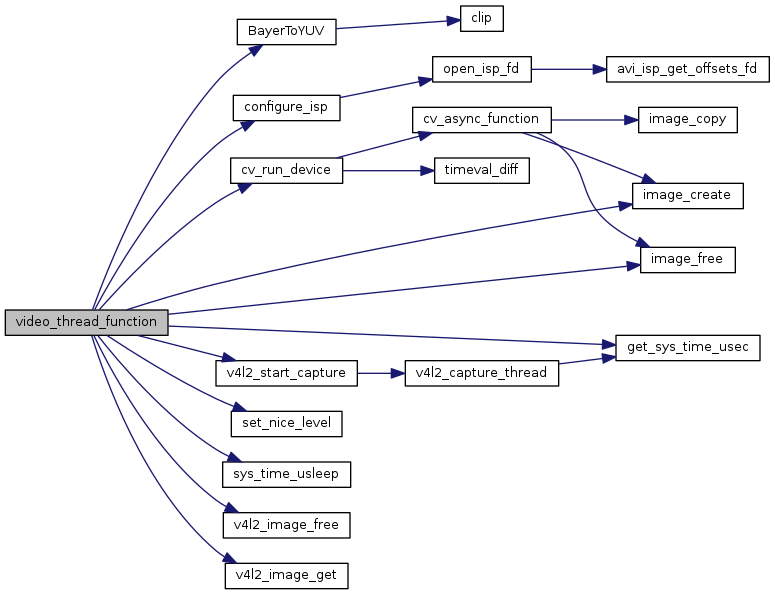 video_thread_function
BayerToYUV
clip
configure_isp
open_isp_fd
avi_isp_get_offsets_fd
cv_run_device
cv_async_function
image_copy
timeval_diff
image_create
image_free
get_sys_time_usec
v4l2_start_capture
v4l2_capture_thread
set_nice_level
sys_time_usleep
v4l2_image_free
v4l2_image_get